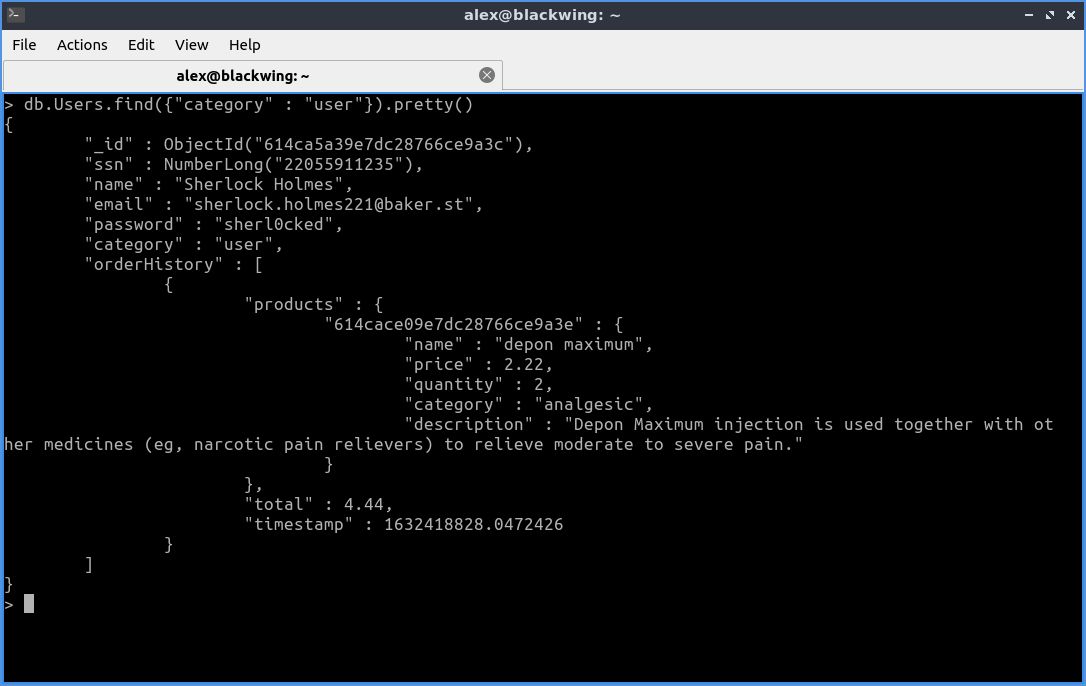 alex@blackwing: ~
File Actions Edit View Help
alex@blackwing: ~
> db.Users.find({"category" : "user"}).pretty()
{
        "_id" : ObjectId("614ca5a39e7dc28766ce9a3c"),
        "ssn" : NumberLong("22055911235"),
        "name" : "Sherlock Holmes",
        "email" : "sherlock.holmes221@baker.st",
        "password" : "sherl0cked",
        "category" : "user",
        "orderHistory" : [
                {
                        "products" : {
                                "614cace09e7dc28766ce9a3e" : {
                                        "name" : "depon maximum",
                                        "price" : 2.22,
                                        "quantity" : 2,
                                        "category" : "analgesic",
                                        "description" : "Depon Maximum injection is used together with ot
her medicines (eg, narcotic pain relievers) to relieve moderate to severe pain."
                                }
                        },
                        "total" : 4.44,
                        "timestamp" : 1632418828.0472426
                }
        ]
}
>